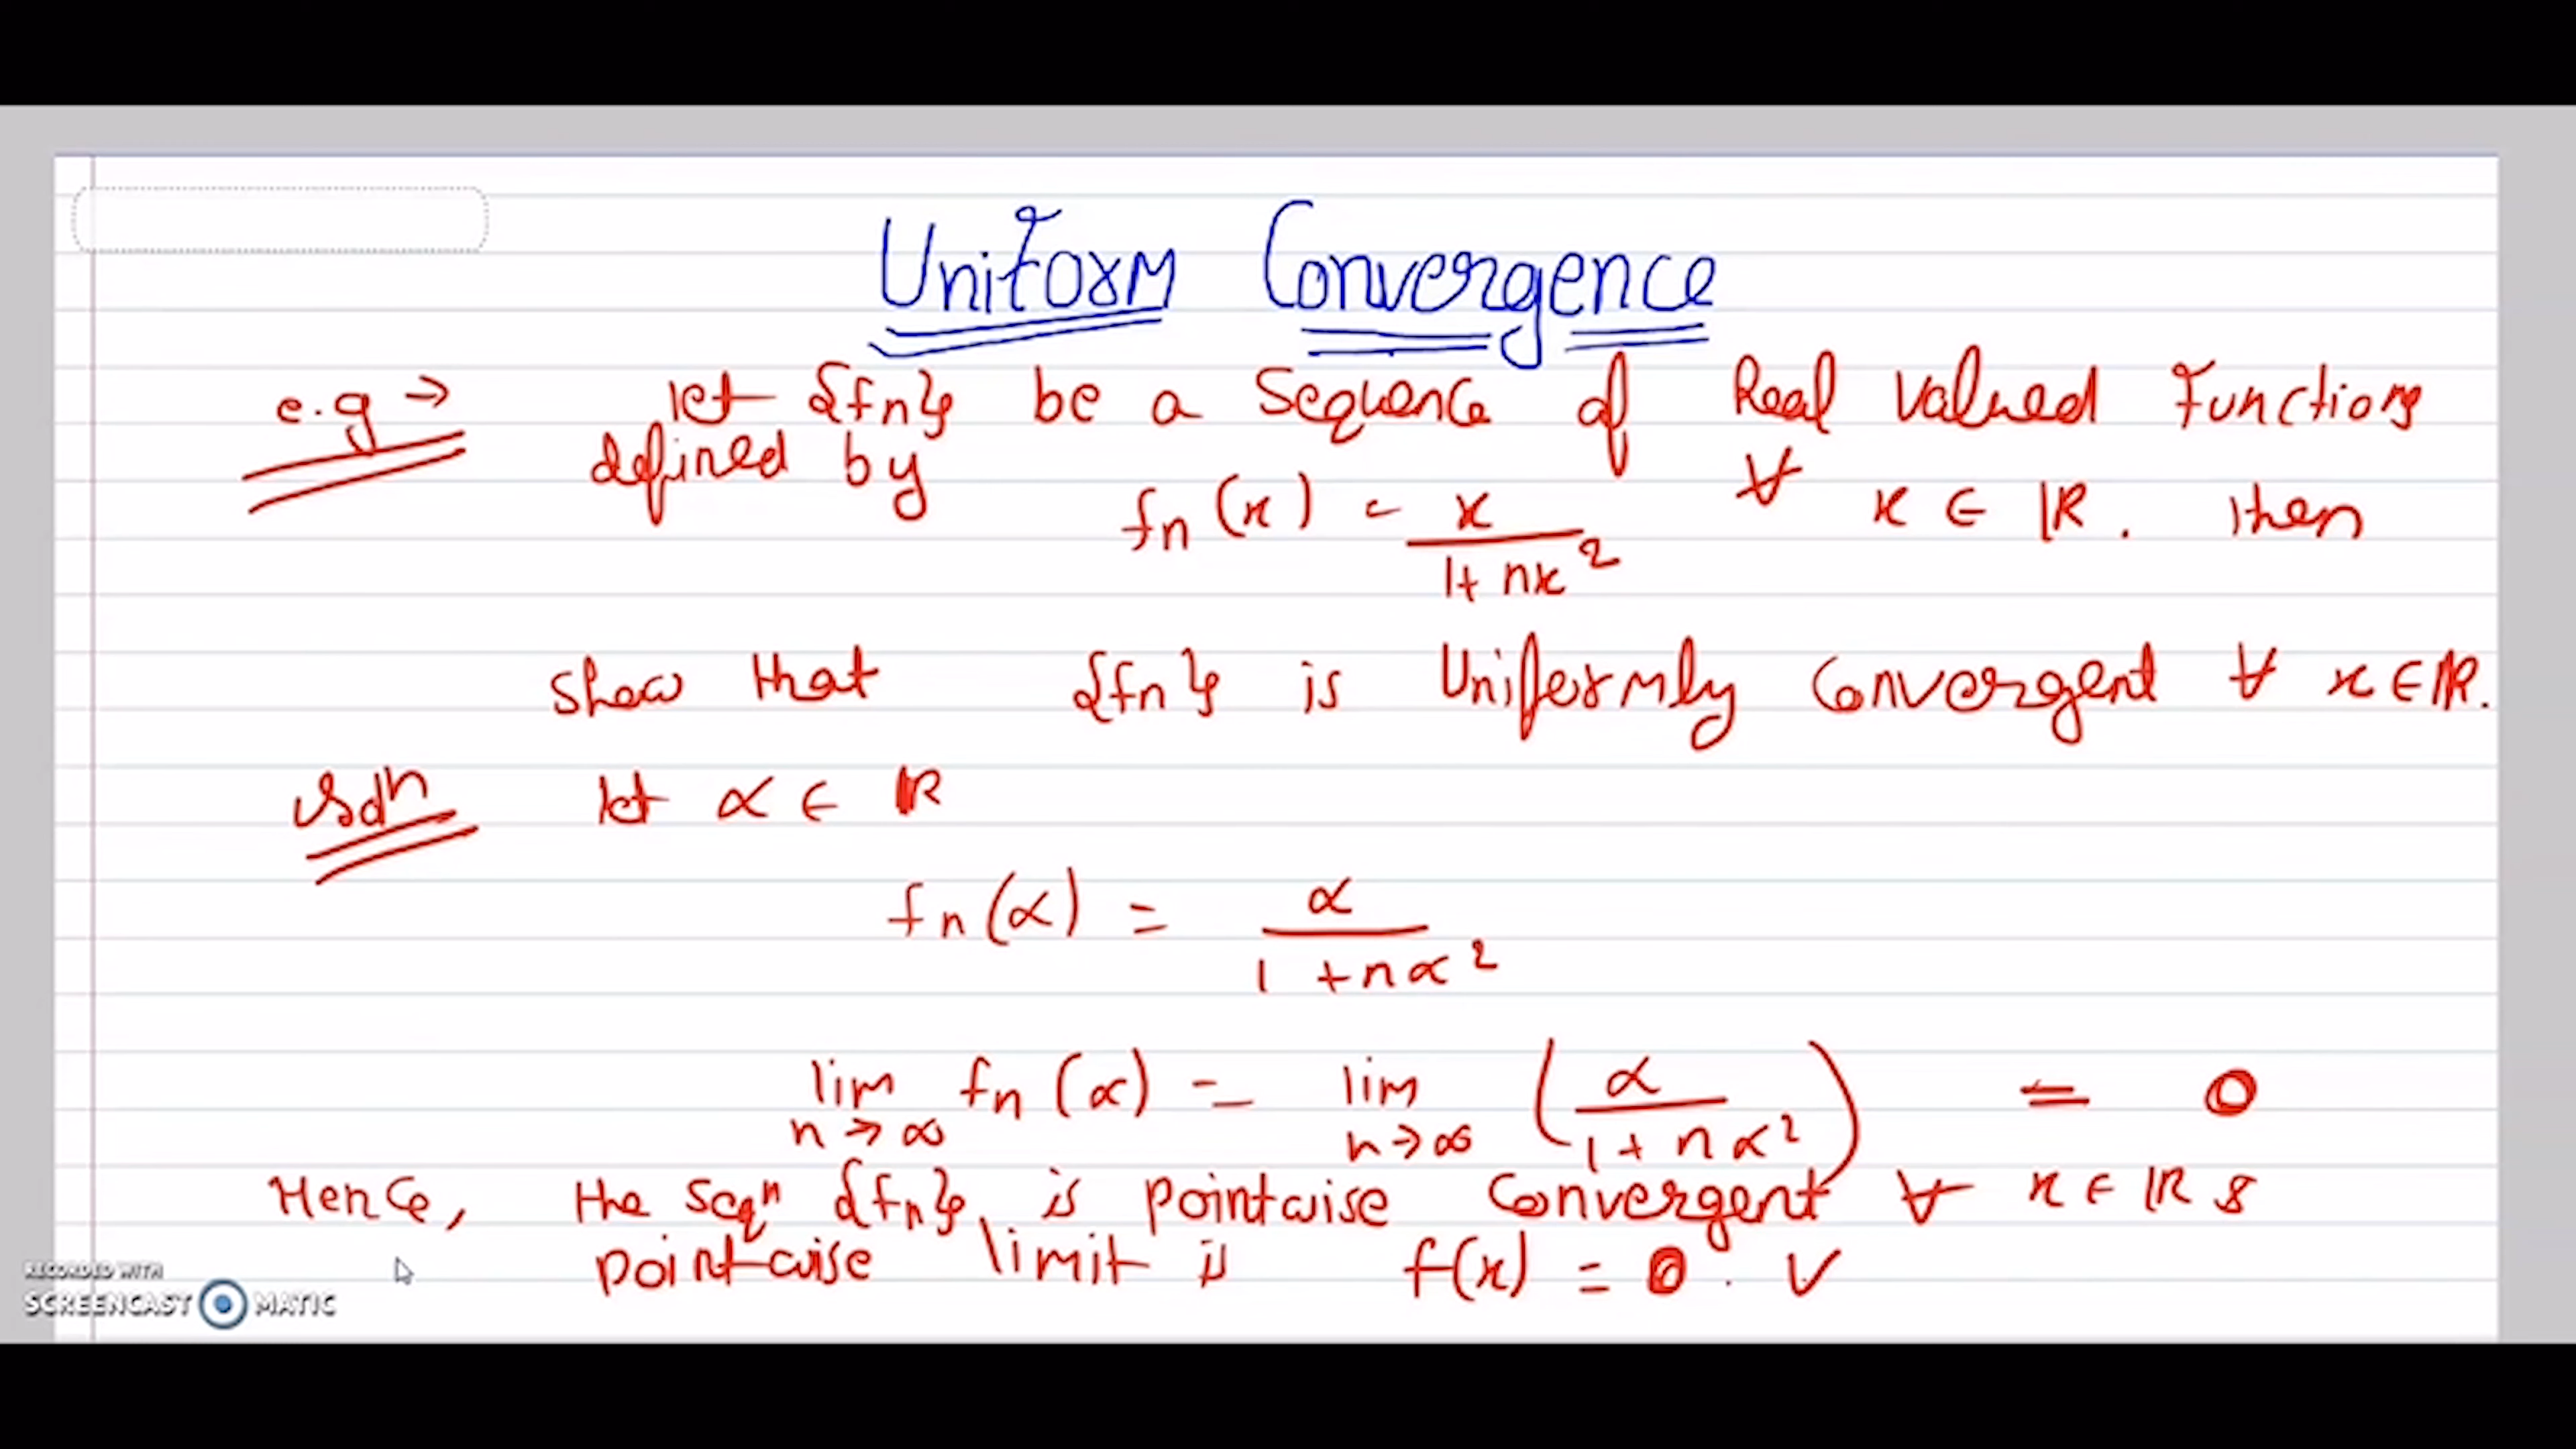 Uniform Convergence
e.g → let {fn} be a sequence of Real valued functions
defined by
fn(x) = x / 1+nx² ∀ x ∈ ℝ. Then
Show that {fn} is Uniformly Convergent ∀ x ∈ ℝ.
Solⁿ let α ∈ ℝ
fn(α) = α / 1+nα²
lim n→∞ fn(α) = lim n→∞ (α / 1+nα²) = 0
Hence, the seqⁿ {fn} is pointwise Convergent ∀ x ∈ ℝ &
pointwise limit is f(x) = 0.
RECORDED WITH
SCREENCAST MATIC